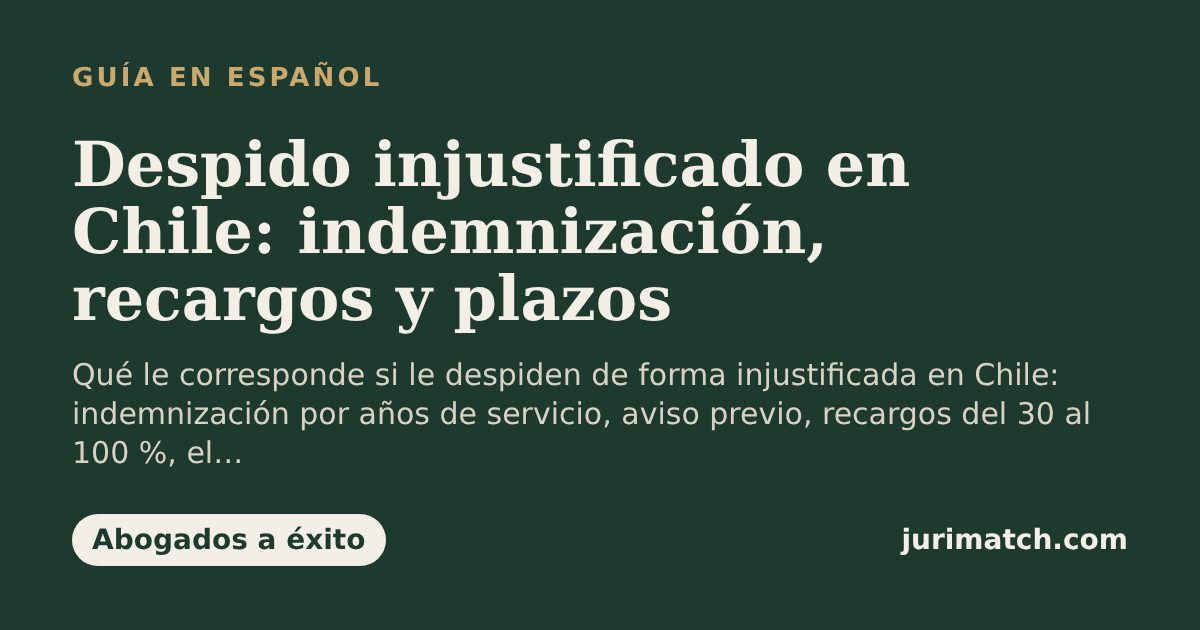 GUÍA EN ESPAÑOL
Despido injustificado en
Chile: indemnización,
recargos y plazos
Qué le corresponde si le despiden de forma injustificada en Chile:
indemnización por años de servicio, aviso previo, recargos del 30 al
100 %, el…
Abogados a éxito
jurimatch.com